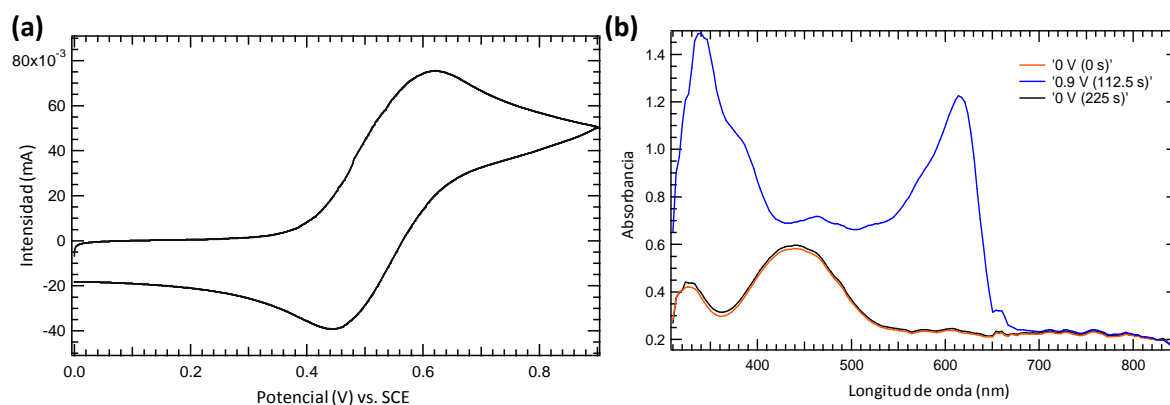 (a)
80x10⁻³
60
40
20
0
-20
-40
Intensidad (mA)
0.0 0.2 0.4 0.6 0.8
Potencial (V) vs. SCE
(b)
1.4
1.2
1.0
0.8
0.6
0.4
0.2
Absorbancia
'0 V (0 s)'
'0.9 V (112.5 s)'
'0 V (225 s)'
400 500 600 700 800
Longitud de onda (nm)